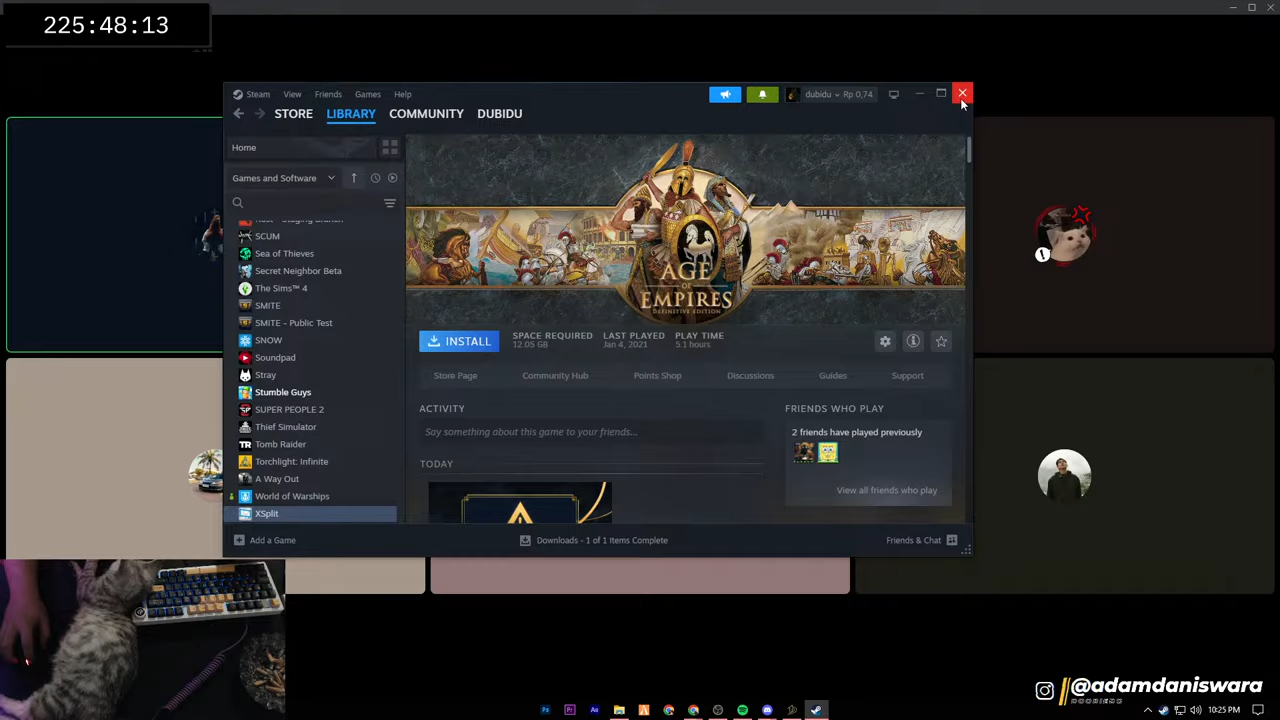 225:48:13
Steam View Friends Games Help
dubidu Rp 0,74
STORE LIBRARY COMMUNITY DUBIDU
Home
Games and Software
SCUM
Sea of Thieves
Secret Neighbor Beta
The Sims™ 4
SMITE
SMITE - Public Test
SNOW
Soundpad
Stray
Stumble Guys
SUPER PEOPLE 2
Thief Simulator
Tomb Raider
Torchlight: Infinite
A Way Out
World of Warships
XSplit
AGE
OF
EMPIRES
DEFINITIVE EDITION
INSTALL
SPACE REQUIRED
12.05 GB
LAST PLAYED
Jan 4, 2021
PLAY TIME
5.1 hours
Store Page Community Hub Points Shop Discussions Guides Support
ACTIVITY
Say something about this game to your friends...
TODAY
FRIENDS WHO PLAY
2 friends have played previously
View all friends who play
Add a Game
Downloads - 1 of 1 Items Complete
Friends & Chat
@adamdaniswara
10:25 PM